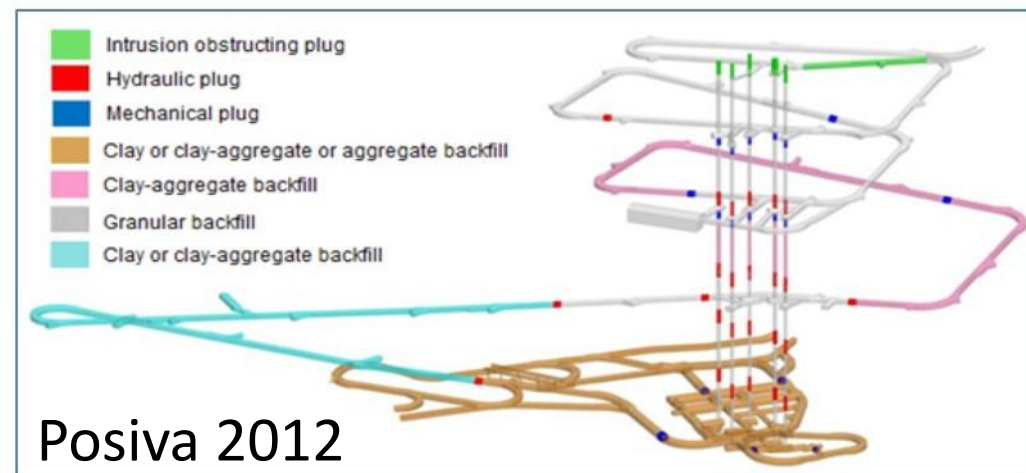 Intrusion obstructing plug
Hydraulic plug
Mechanical plug
Clay or clay-aggregate or aggregate backfill
Clay-aggregate backfill
Granular backfill
Clay or clay-aggregate backfill
Posiva 2012